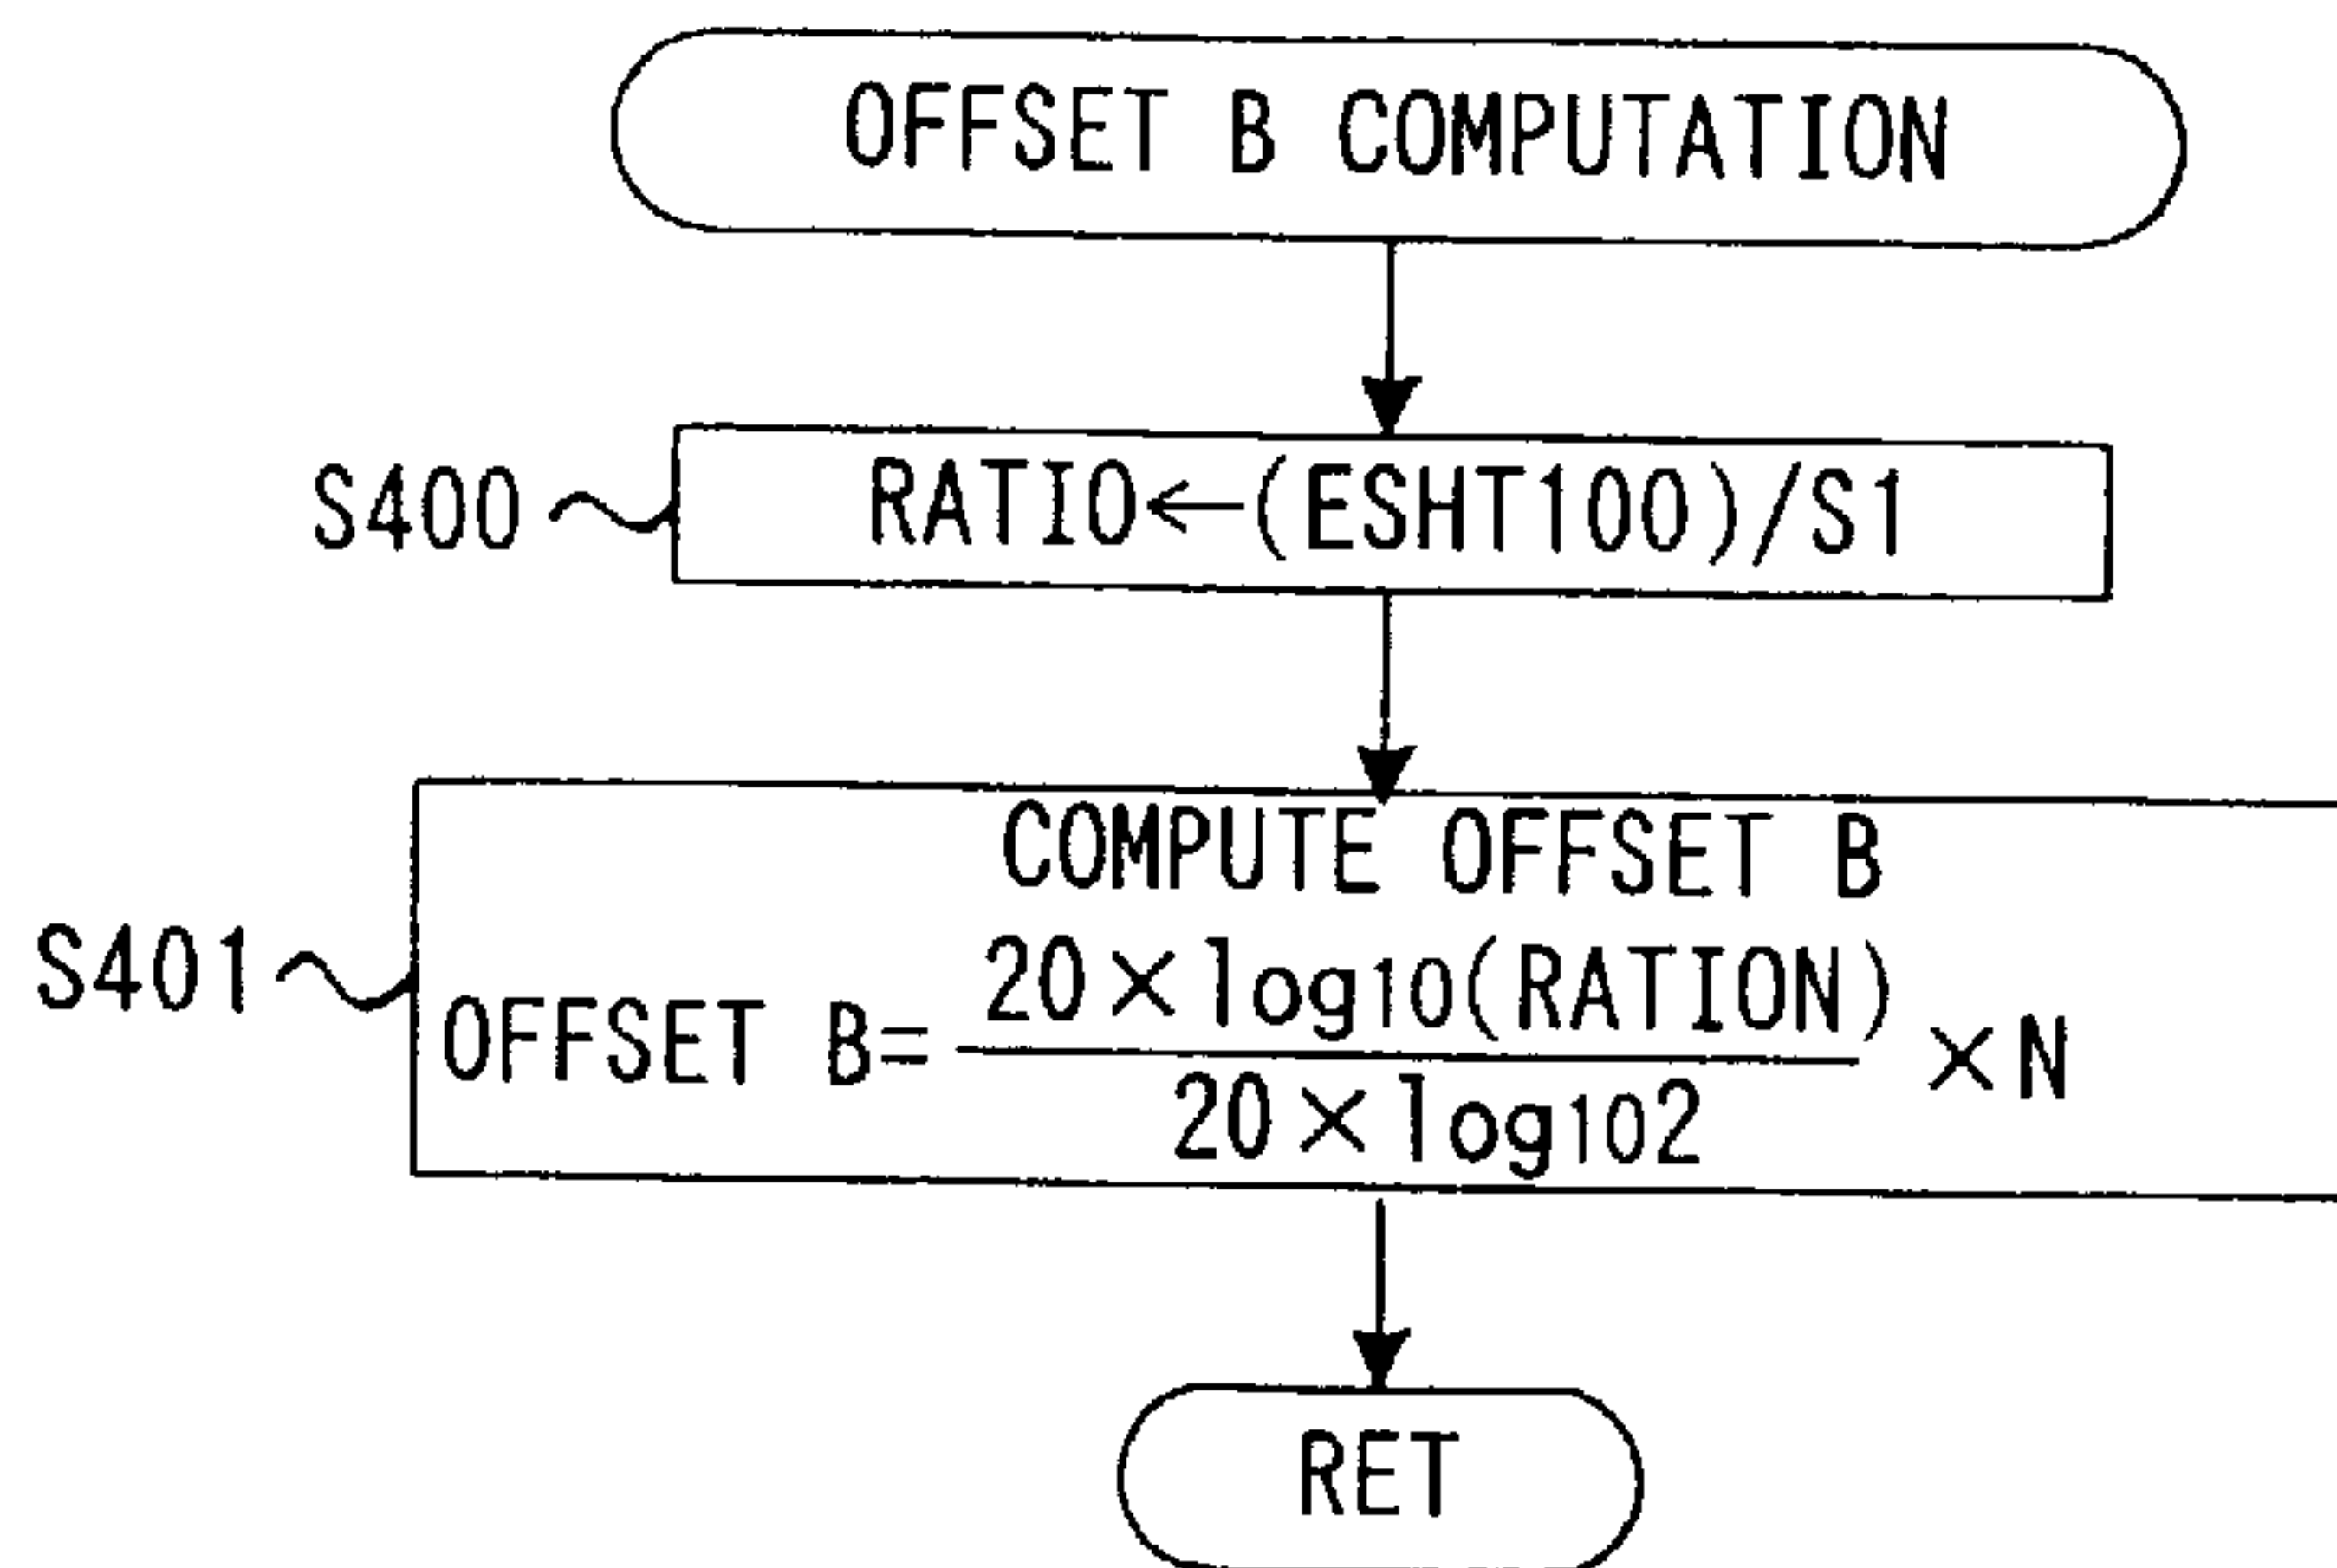 OFFSET B COMPUTATION
S400
RATIO←(ESHT100)/S1
COMPUTE OFFSET B
S401
OFFSET B= 20×log10(RATION) / 20×log102 ×N
RET